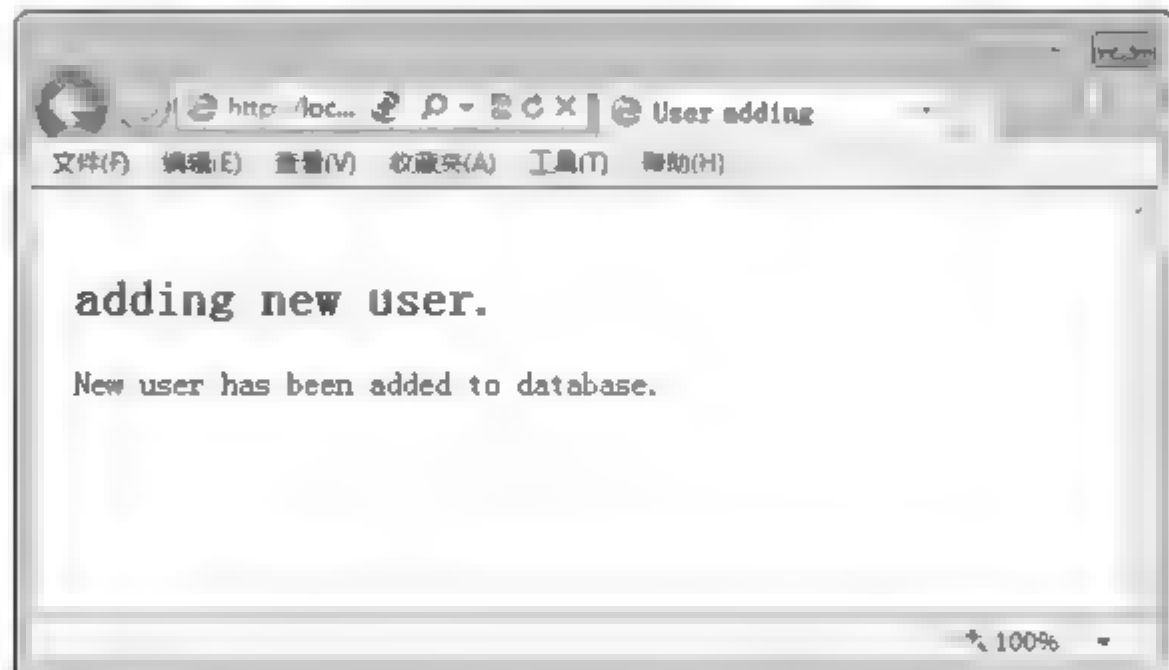 http://loc... User adding
文件(F) 编辑(E) 查看(V) 收藏夹(A) 工具(T) 帮助(H)
adding new user.
New user has been added to database.
100%